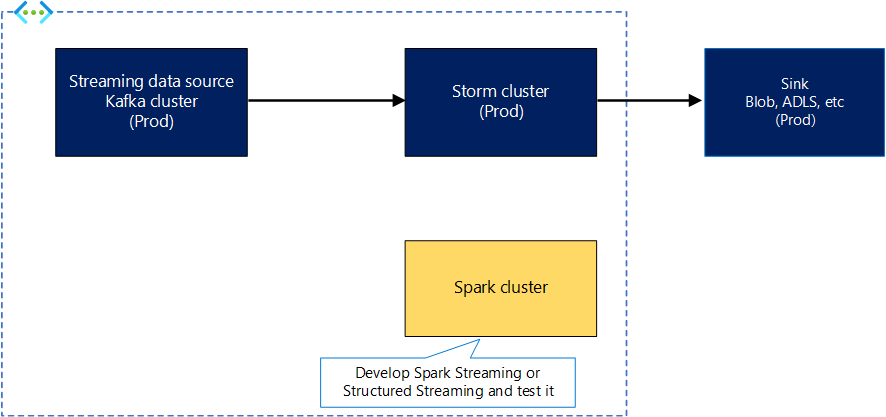 Streaming data source
Kafka cluster
(Prod)
Storm cluster
(Prod)
Sink
Blob, ADLS, etc
(Prod)
Spark cluster
Develop Spark Streaming or
Structured Streaming and test it